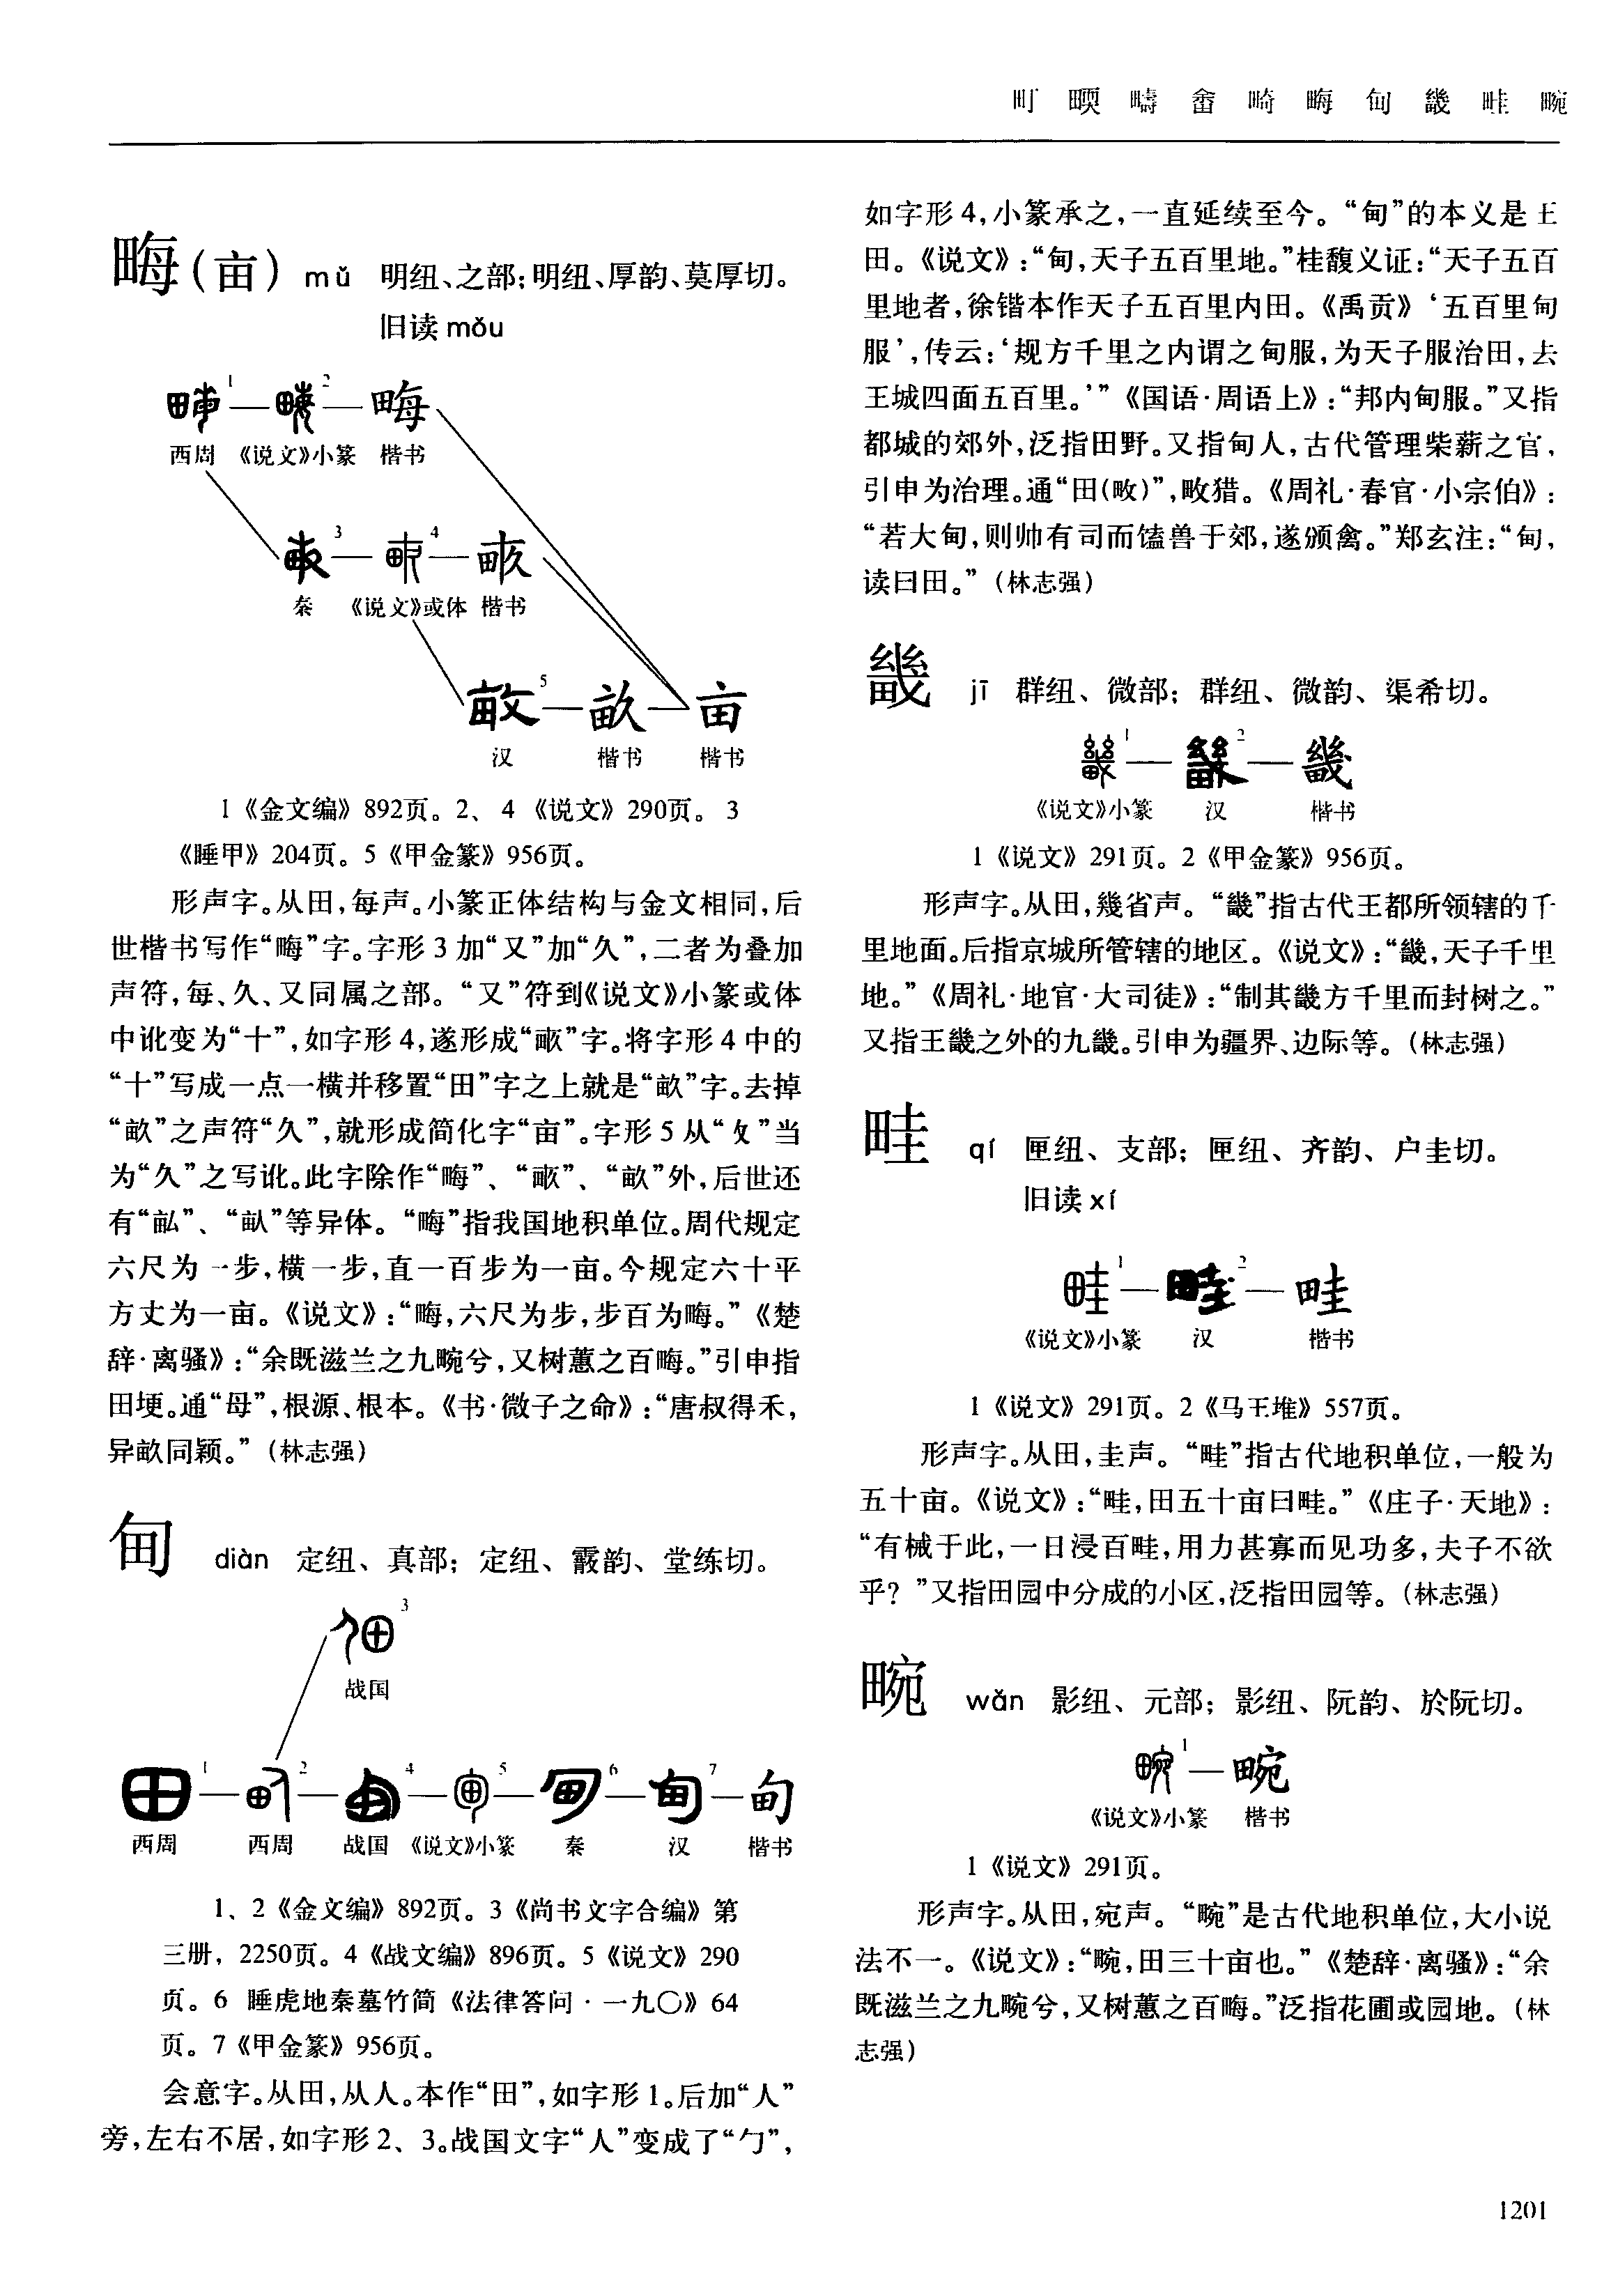 町 畽 疇 畬 畸 畮 甸 畿 畦 畹
畮(亩) mǔ 明纽、之部;明纽、厚韵、莫厚切。
旧读 mǒu
1 2 畮
西周 《说文》小篆 楷书
3 4 畞
秦 《说文》或体 楷书
5 畝 亩
汉 楷书 楷书
1《金文编》892页。2、 4 《说文》290页。 3
《睡甲》204页。5《甲金篆》956页。
形声字。从田,每声。小篆正体结构与金文相同,后
世楷书写作“畮”字。字形 3 加“又”加“久”,二者为叠加
声符,每、久、又同属之部。“又”符到《说文》小篆或体
中讹变为“十”,如字形 4,遂形成“畞”字。将字形 4 中的
“十”写成一点一横并移置“田”字之上就是“畝”字。去掉
“畝”之声符“久”,就形成简化字“亩”。字形 5 从“攵”当
为“久”之写讹。此字除作“畮”、“畞”、“畝”外,后世还
有“畆”、“𤱈”等异体。“畮”指我国地积单位。周代规定
六尺为一步,横一步,直一百步为一亩。今规定六十平
方丈为一亩。《说文》:“畮,六尺为步,步百为畮。”《楚
辞·离骚》:“余既滋兰之九畹兮,又树蕙之百畮。”引申指
田埂。通“母”,根源、根本。《书·微子之命》:“唐叔得禾,
异畝同颖。”(林志强)
甸 diàn 定纽、真部;定纽、霰韵、堂练切。
3
战国
1 2 4 5 6 7 甸
西周 西周 战国 《说文》小篆 秦 汉 楷书
1、2《金文编》892页。3《尚书文字合编》第
三册,2250页。4《战文编》896页。5《说文》290
页。6 睡虎地秦墓竹简《法律答问·一九〇》64
页。7《甲金篆》956页。
会意字。从田,从人。本作“田”,如字形 1。后加“人”
旁,左右不居,如字形 2、3。战国文字“人”变成了“勹”,
如字形 4,小篆承之,一直延续至今。“甸”的本义是王
田。《说文》:“甸,天子五百里地。”桂馥义证:“天子五百
里地者,徐锴本作天子五百里内田。《禹贡》‘五百里甸
服’,传云:‘规方千里之内谓之甸服,为天子服治田,去
王城四面五百里。’”《国语·周语上》:“邦内甸服。”又指
都城的郊外,泛指田野。又指甸人,古代管理柴薪之官,
引申为治理。通“田(畋)”,畋猎。《周礼·春官·小宗伯》:
“若大甸,则帅有司而馌兽于郊,遂颁禽。”郑玄注:“甸,
读曰田。”(林志强)
畿 jī 群纽、微部;群纽、微韵、渠希切。
1 2 畿
《说文》小篆 汉 楷书
1《说文》291页。2《甲金篆》956页。
形声字。从田,幾省声。“畿”指古代王都所领辖的千
里地面。后指京城所管辖的地区。《说文》:“畿,天子千里
地。”《周礼·地官·大司徒》:“制其畿方千里而封树之。”
又指王畿之外的九畿。引申为疆界、边际等。(林志强)
畦 qí 匣纽、支部;匣纽、齐韵、户圭切。
旧读 xí
1 2 畦
《说文》小篆 汉 楷书
1《说文》291页。2《马王堆》557页。
形声字。从田,圭声。“畦”指古代地积单位,一般为
五十亩。《说文》:“畦,田五十亩曰畦。”《庄子·天地》:
“有械于此,一日浸百畦,用力甚寡而见功多,夫子不欲
乎?”又指田园中分成的小区,泛指田园等。(林志强)
畹 wǎn 影纽、元部;影纽、阮韵、於阮切。
1 畹
《说文》小篆 楷书
1《说文》291页。
形声字。从田,宛声。“畹”是古代地积单位,大小说
法不一。《说文》:“畹,田三十亩也。”《楚辞·离骚》:“余
既滋兰之九畹兮,又树蕙之百畮。”泛指花圃或园地。(林
志强)
1201